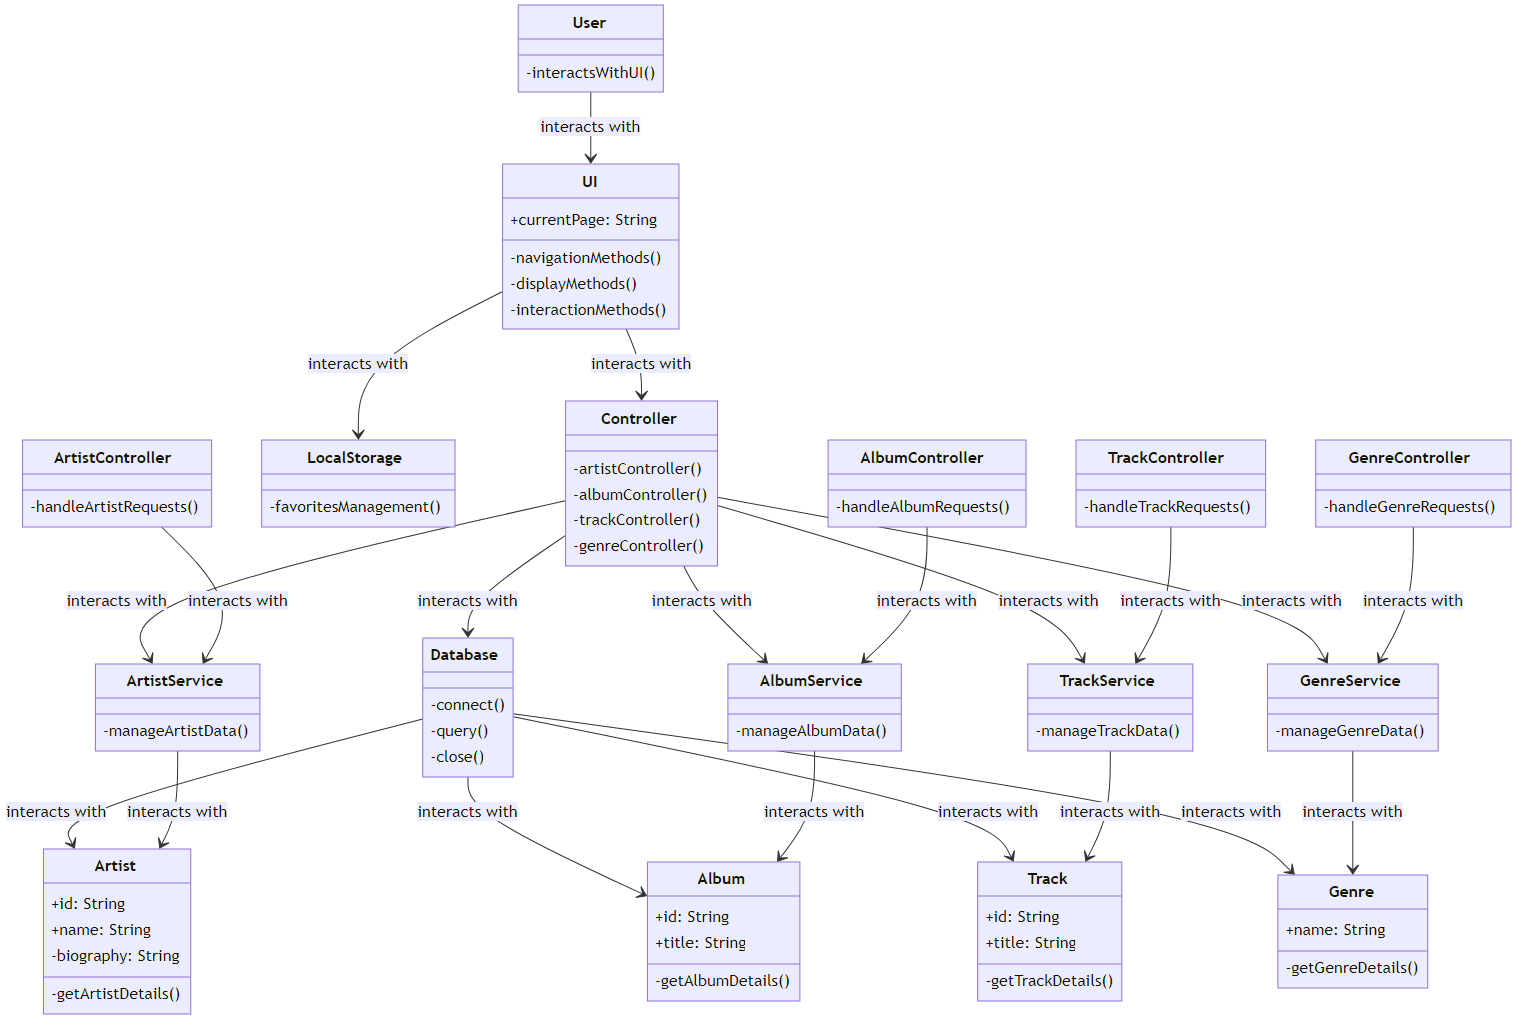 User
-interactsWithUI()
interacts with
UI
+currentPage: String
-navigationMethods()
-displayMethods()
-interactionMethods()
interacts with
interacts with
ArtistController
-handleArtistRequests()
LocalStorage
-favoritesManagement()
Controller
-artistController()
-albumController()
-trackController()
-genreController()
AlbumController
-handleAlbumRequests()
TrackController
-handleTrackRequests()
GenreController
-handleGenreRequests()
interacts with
interacts with
interacts with
interacts with
interacts with
interacts with
interacts with
interacts with
interacts with
ArtistService
-manageArtistData()
Database
-connect()
-query()
-close()
AlbumService
-manageAlbumData()
TrackService
-manageTrackData()
GenreService
-manageGenreData()
interacts with
interacts with
interacts with
interacts with
interacts with
interacts with
interacts with
interacts with
Artist
+id: String
+name: String
-biography: String
-getArtistDetails()
Album
+id: String
+title: String
-getAlbumDetails()
Track
+id: String
+title: String
-getTrackDetails()
Genre
+name: String
-getGenreDetails()